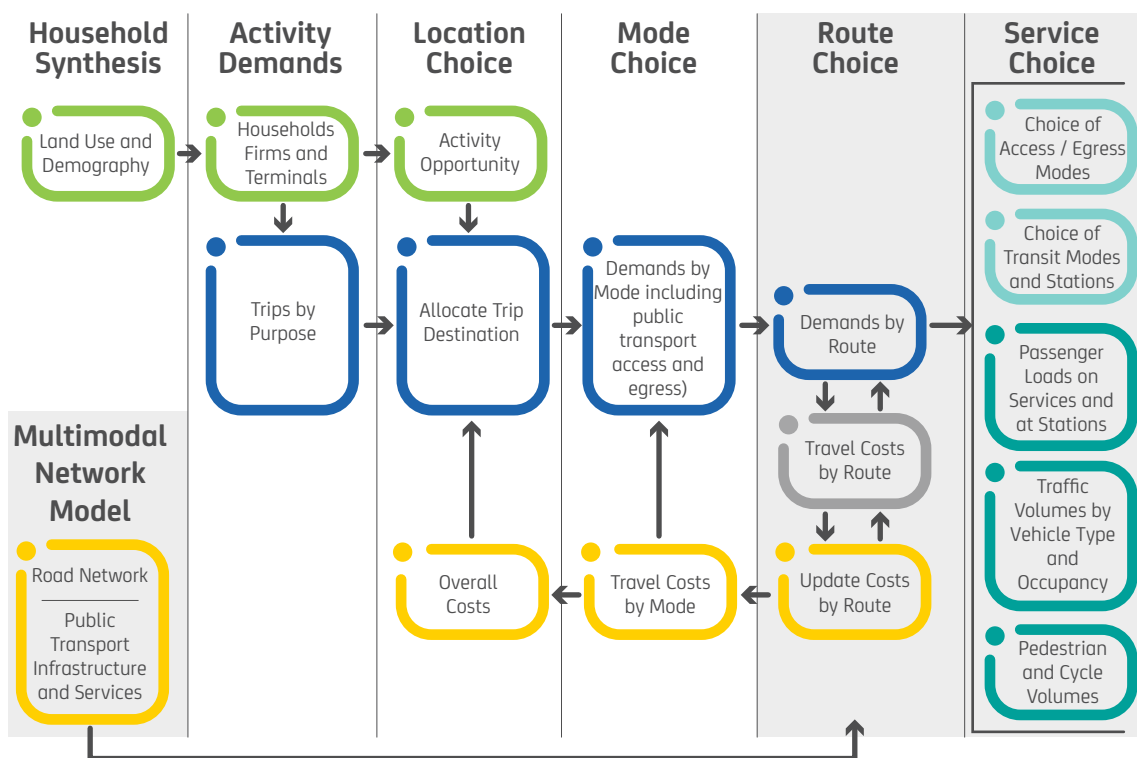 Household
Synthesis
Activity
Demands
Location
Choice
Mode
Choice
Route
Choice
Service
Choice
Land Use and
Demography
Households
Firms and
Terminals
Activity
Opportunity
Trips by
Purpose
Allocate Trip
Destination
Demands by
Mode including
public
transport
access and
egress)
Demands by
Route
Travel Costs
by Route
Update Costs
by Route
Travel Costs
by Mode
Overall
Costs
Multimodal
Network
Model
Road Network
Public
Transport
Infrastructure
and Services
Choice of
Access / Egress
Modes
Choice of
Transit Modes
and Stations
Passenger
Loads on
Services and
at Stations
Traffic
Volumes by
Vehicle Type
and
Occupancy
Pedestrian
and Cycle
Volumes